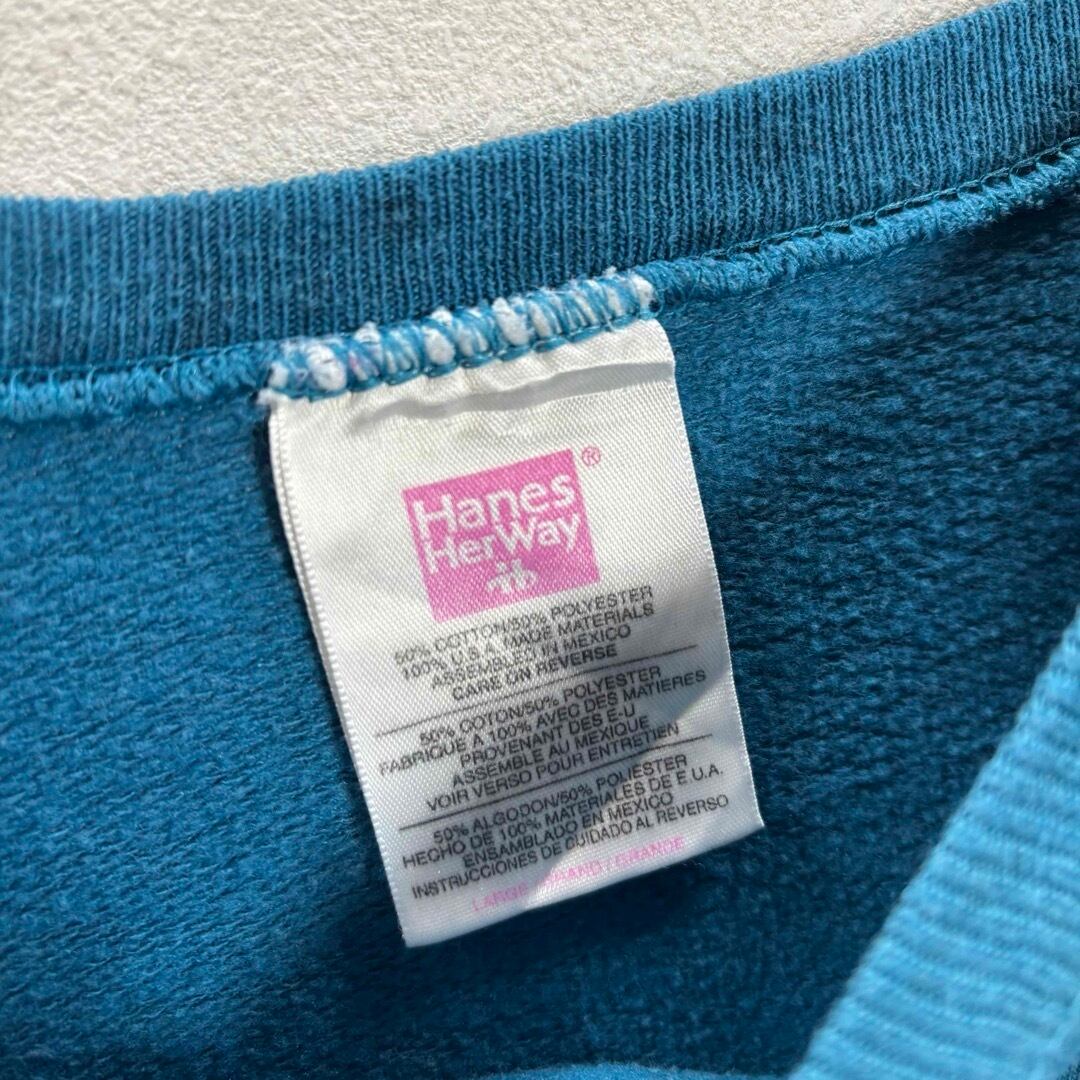 Hanes
HerWay
®
50% COTTON/50% POLYESTER
100% U.S.A. MADE MATERIALS
ASSEMBLED IN MEXICO
CARE ON REVERSE
50% COTON/50% POLYESTER
FABRIQUE A 100% AVEC DES MATIERES
PROVENANT DES E-U
ASSEMBLE AU MEXIQUE
VOIR VERSO POUR ENTRETIEN
50% ALGODON/50% POLIESTER
HECHO DE 100% MATERIALES DE E.U.A.
ENSAMBLADO EN MEXICO
INSTRUCCIONES DE CUIDADO AL REVERSO
LARGE / GRAND / GRANDE